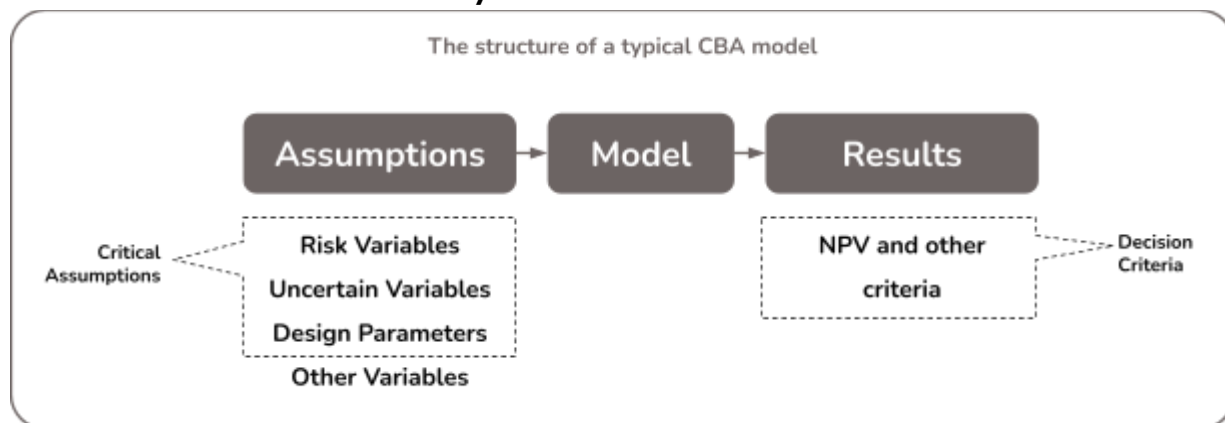 The structure of a typical CBA model
Assumptions
Model
Results
Critical
Assumptions
Risk Variables
Uncertain Variables
Design Parameters
Other Variables
NPV and other
criteria
Decision
Criteria